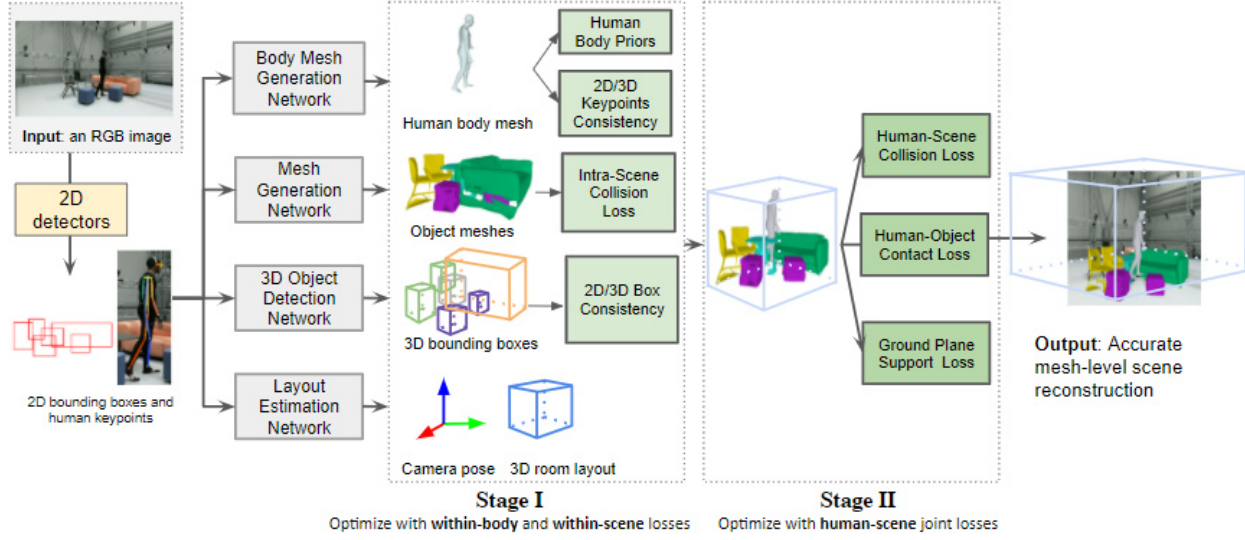 Input: an RGB image
2D
detectors
2D bounding boxes and
human keypoints
Body Mesh
Generation
Network
Mesh
Generation
Network
3D Object
Detection
Network
Layout
Estimation
Network
Human body mesh
Object meshes
3D bounding boxes
Camera pose
3D room layout
Human
Body Priors
2D/3D
Keypoints
Consistency
Intra-Scene
Collision
Loss
2D/3D Box
Consistency
Stage I
Optimize with within-body and within-scene losses
Human-Scene
Collision Loss
Human-Object
Contact Loss
Ground Plane
Support Loss
Stage II
Optimize with human-scene joint losses
Output: Accurate
mesh-level scene
reconstruction